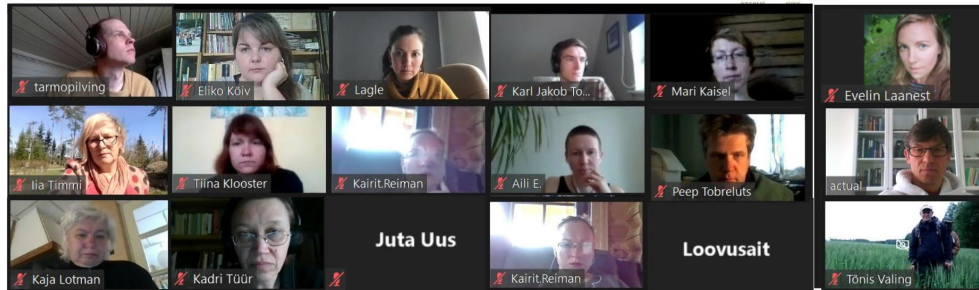 tarmopilving
Eliko Kõiv
Lagle
Karl Jakob To...
Mari Kaisel
Evelin Laanest
Iia Timmi
Tiina Klooster
Kairit.Reiman
Aili E.
Peep Tobreluts
actual
Kaja Lotman
Kadri Tüür
Juta Uus
Kairit.Reiman
Loovusait
Tõnis Valing